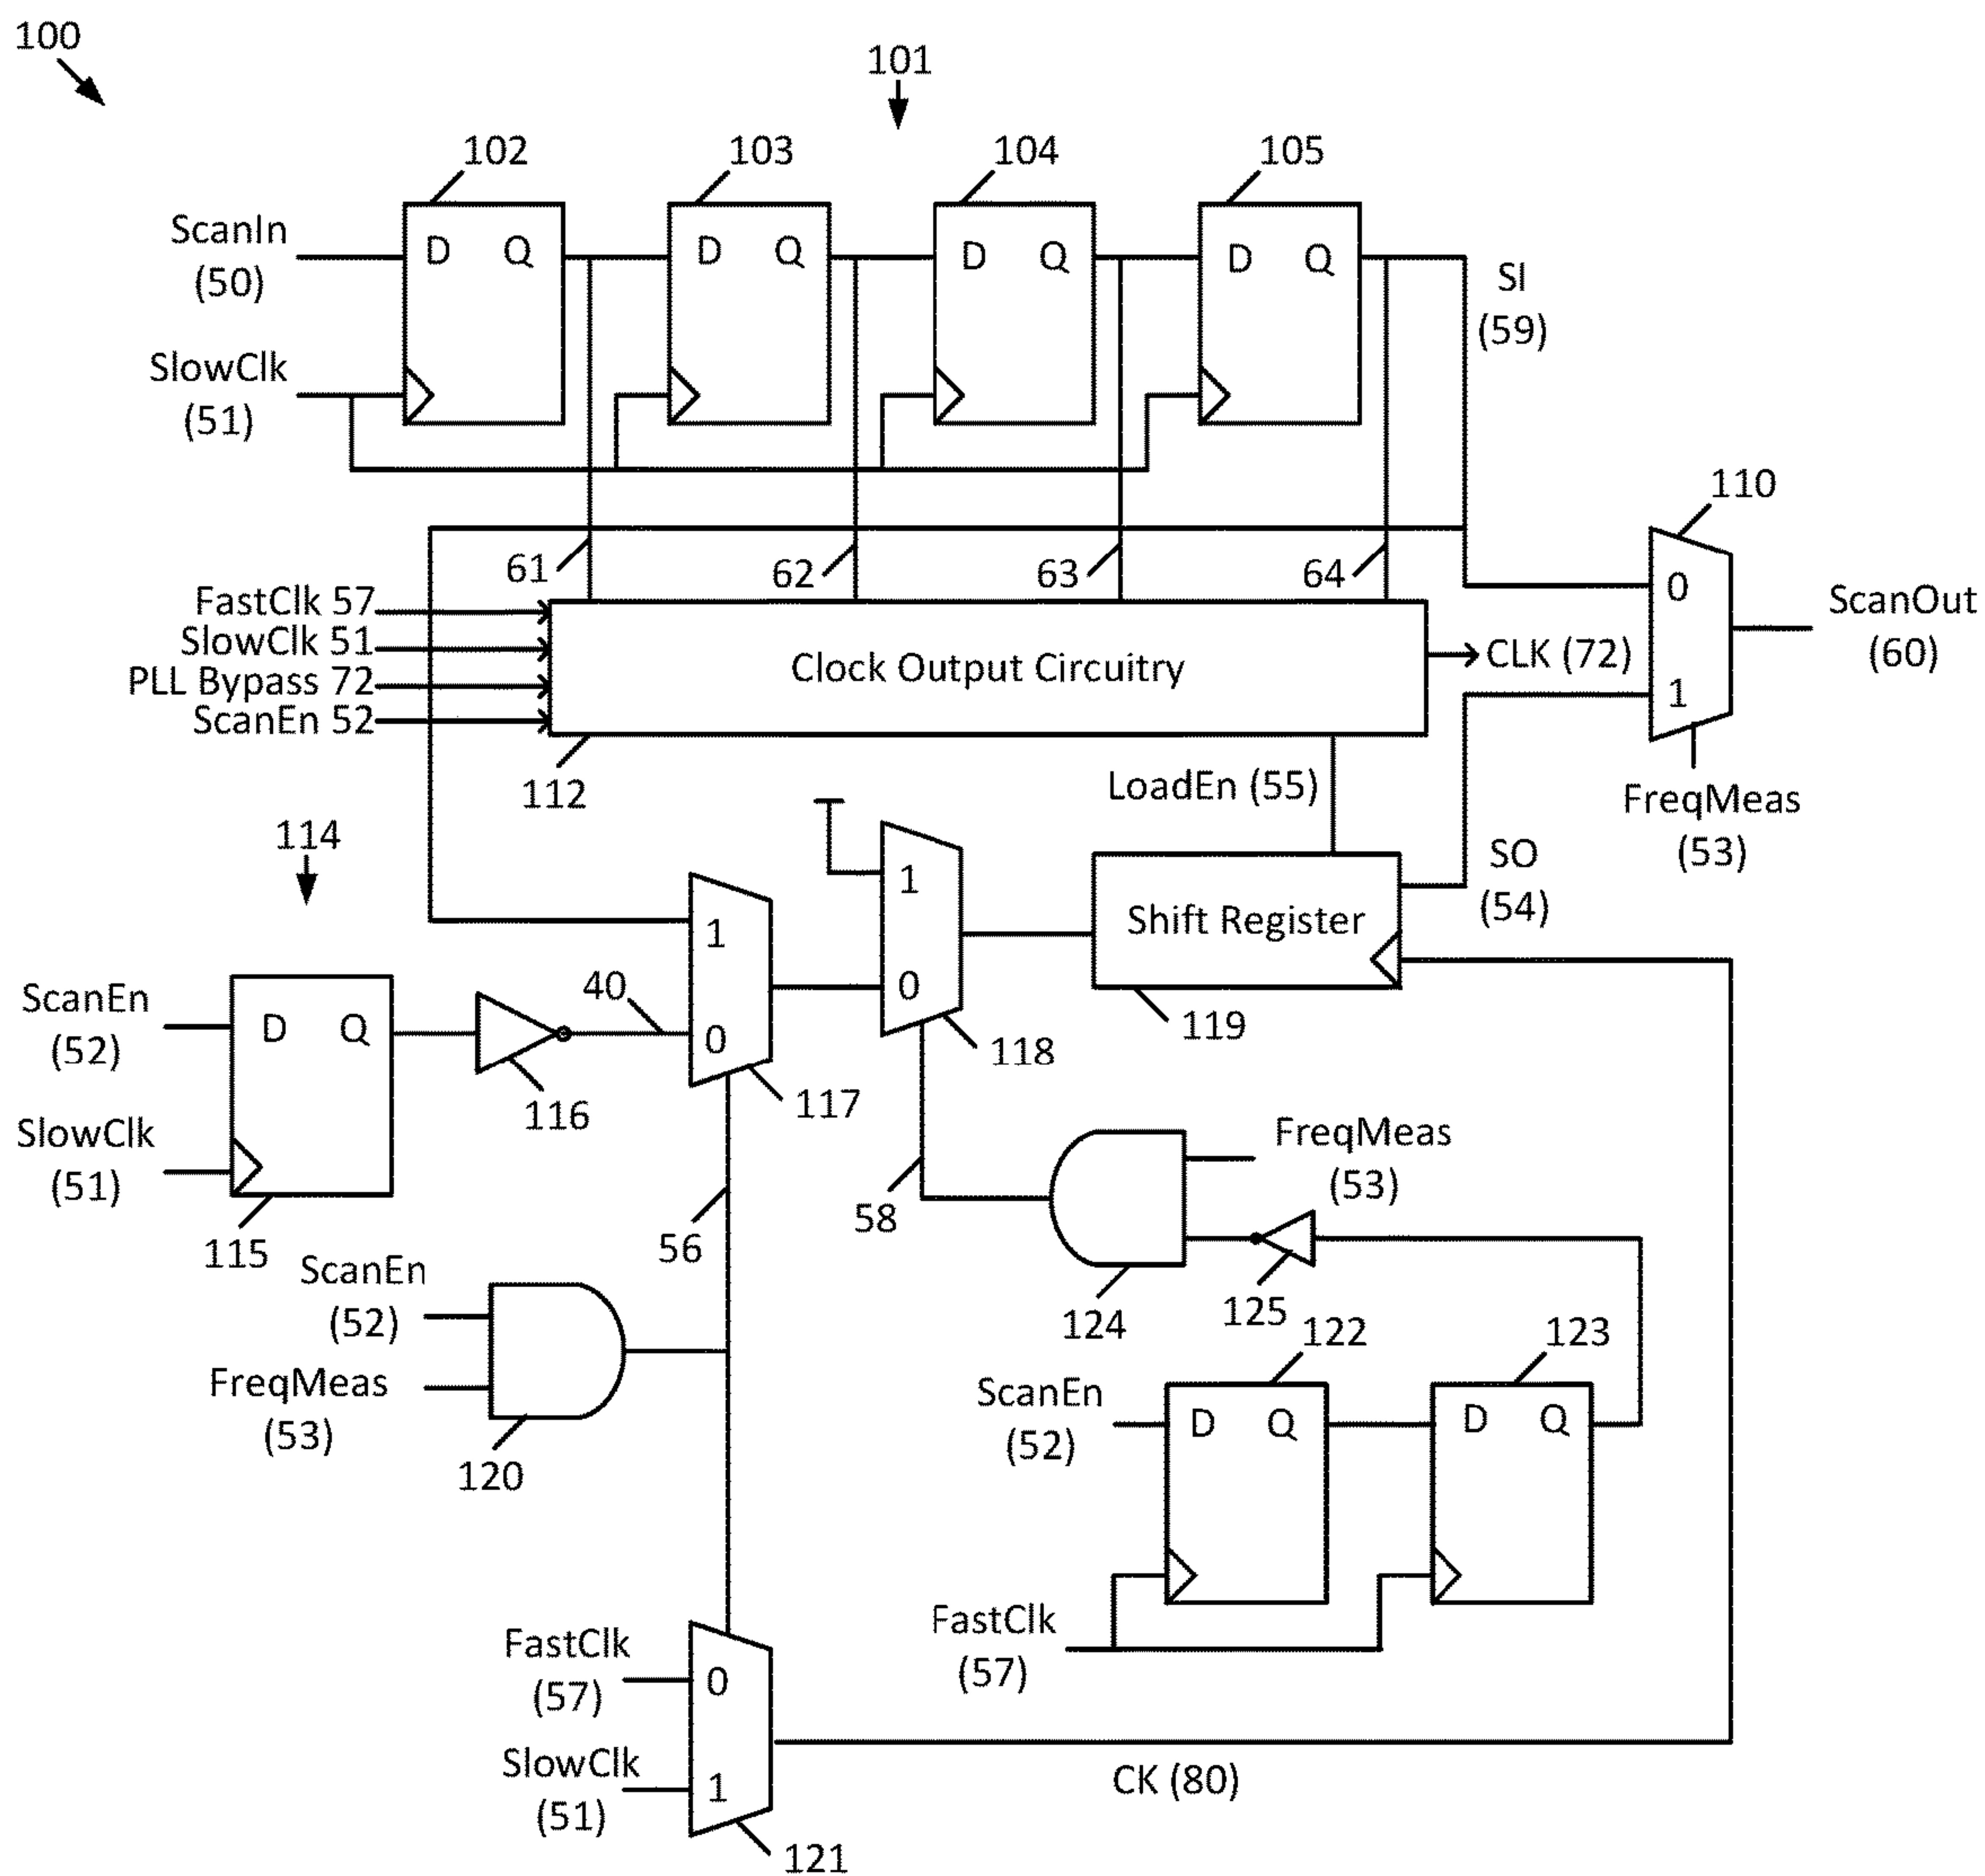 100
101
102
103
104
105
ScanIn
(50)
D Q
D Q
D Q
D Q
SI
(59)
SlowClk
(51)
110
61
62
63
64
0
FastClk 57
SlowClk 51
PLL Bypass 72
ScanEn 52
Clock Output Circuitry
CLK (72)
ScanOut
(60)
1
112
LoadEn (55)
FreqMeas
(53)
114
1
SO
(54)
1
Shift Register
ScanEn
(52)
40
0
D Q
0
119
118
116
117
SlowClk
(51)
FreqMeas
(53)
58
56
115
ScanEn
(52)
124
125
122
123
FreqMeas
(53)
ScanEn
(52)
D Q
D Q
120
FastClk
(57)
FastClk
(57)
0
SlowClk
(51)
1
CK (80)
121